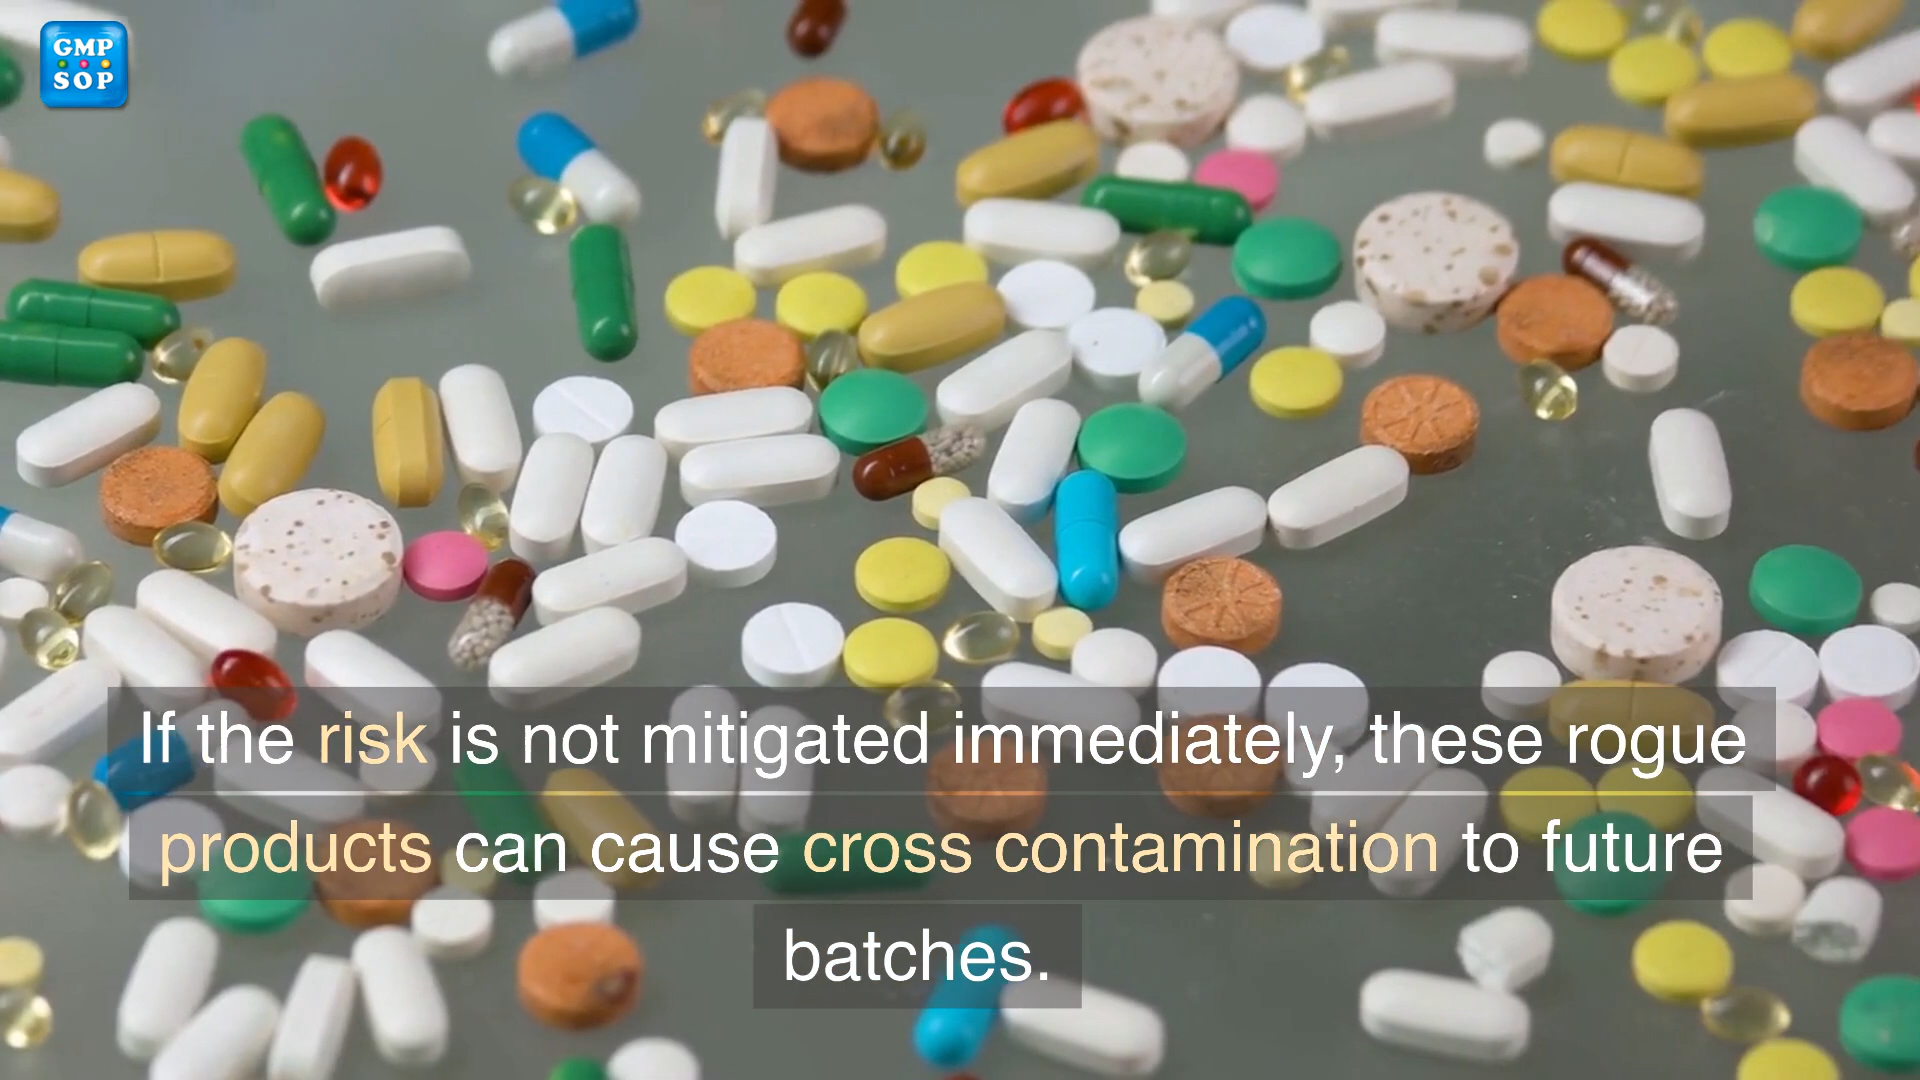 GMP
SOP
If the risk is not mitigated immediately, these rogue
products can cause cross contamination to future
batches.